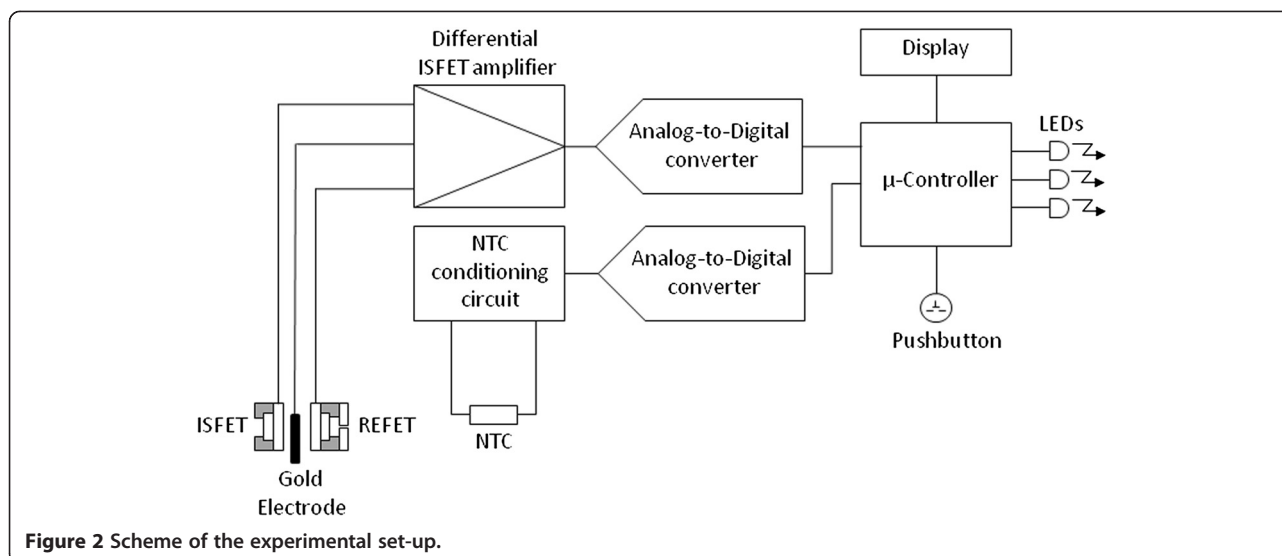 Differential
ISFET amplifier
Display
Analog-to-Digital
converter
LEDs
μ-Controller
NTC
conditioning
circuit
Analog-to-Digital
converter
Pushbutton
ISFET
REFET
NTC
Gold
Electrode
Figure 2 Scheme of the experimental set-up.